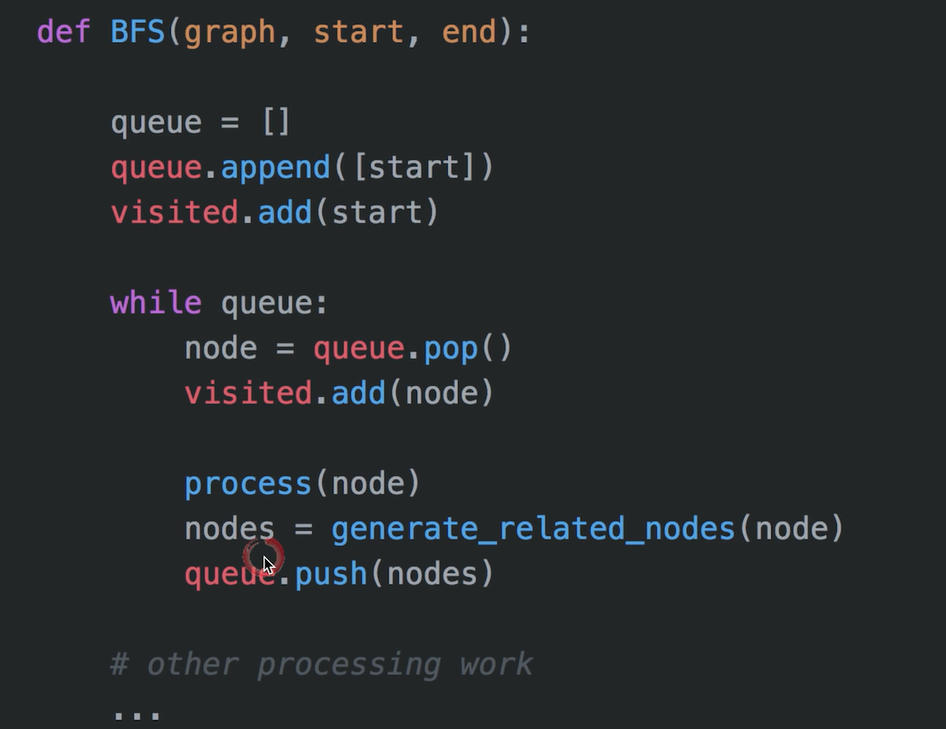 def BFS(graph, start, end):
queue = []
queue.append([start])
visited.add(start)
while queue:
node = queue.pop()
visited.add(node)
process(node)
nodes = generate_related_nodes(node)
queue.push(nodes)
# other processing work
...